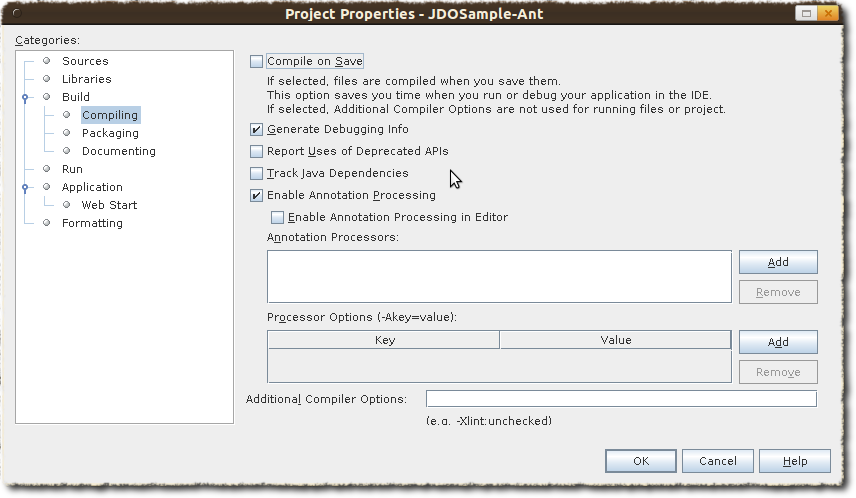 Project Properties - JDOSample-Ant
Categories:
Sources
Libraries
Build
Compiling
Packaging
Documenting
Run
Application
Web Start
Formatting
Compile on Save
If selected, files are compiled when you save them.
This option saves you time when you run or debug your application in the IDE.
If selected, Additional Compiler Options are not used for running files or project.
Generate Debugging Info
Report Uses of Deprecated APIs
Track Java Dependencies
Enable Annotation Processing
Enable Annotation Processing in Editor
Annotation Processors:
Add
Remove
Processor Options (-Akey=value):
Key Value
Add
Remove
Additional Compiler Options:
(e.g. -Xlint:unchecked)
OK Cancel Help